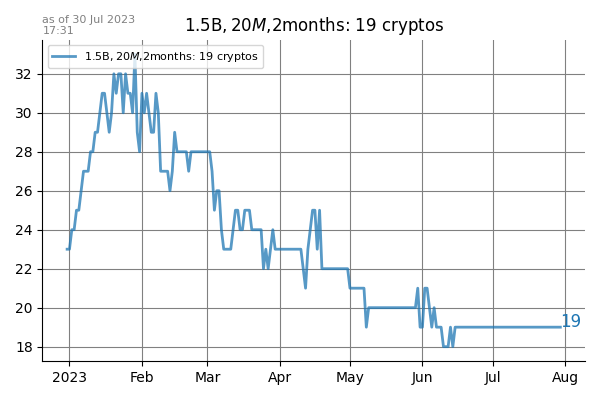 as of 30 Jul 2023
17:31
1.5B, 20M,2months: 19 cryptos
1.5B, 20M,2months: 19 cryptos
32
30
28
26
24
22
20
18
19
2023 Feb Mar Apr May Jun Jul Aug